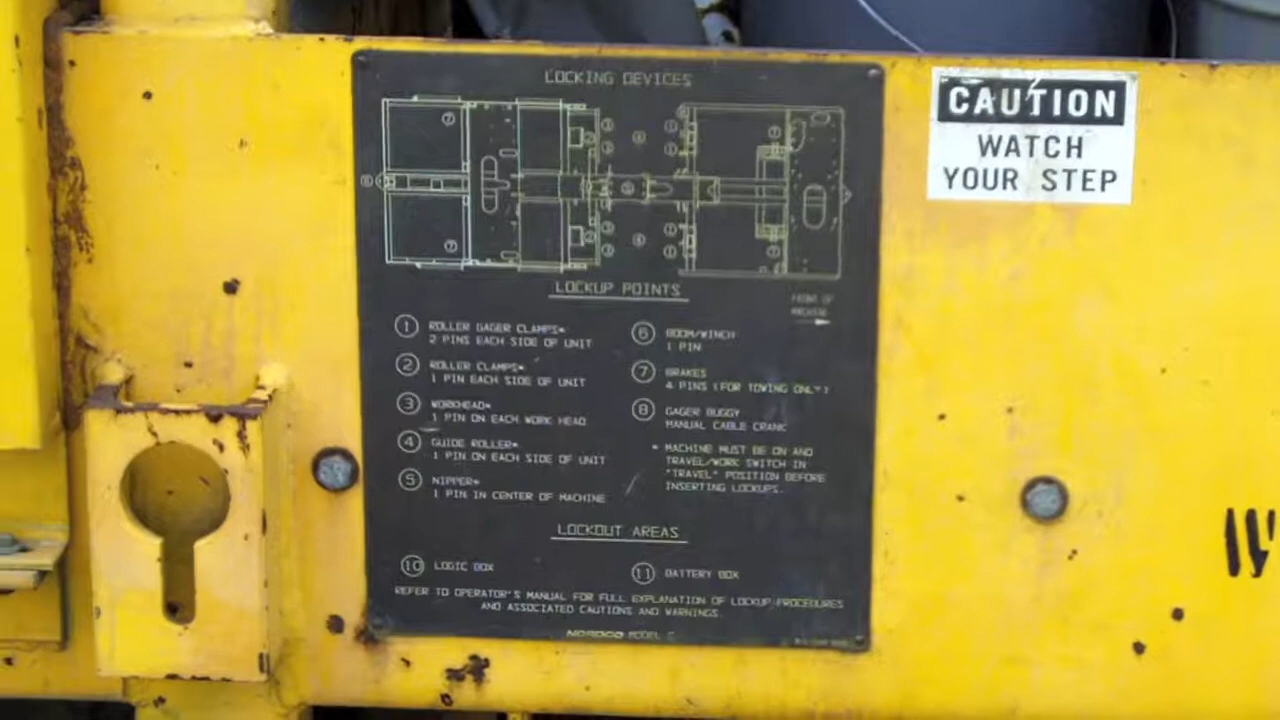 LOCKING DEVICES
LOCKUP POINTS
FRONT OF
MACHINE
1 ROLLER GAGER CLAMPS*
2 PINS EACH SIDE OF UNIT
2 ROLLER CLAMPS*
1 PIN EACH SIDE OF UNIT
3 WORKHEAD*
1 PIN ON EACH WORK HEAD
4 GUIDE ROLLER*
1 PIN ON EACH SIDE OF UNIT
5 NIPPER*
1 PIN IN CENTER OF MACHINE
6 BOOM/WINCH
1 PIN
7 BRAKES
4 PINS (FOR TOWING ONLY)
8 GAGER BUGGY
MANUAL CABLE CRANK
* MACHINE MUST BE ON AND
TRAVEL/WORK SWITCH IN
"TRAVEL" POSITION BEFORE
INSERTING LOCKUPS.
LOCKOUT AREAS
10 LOGIC BOX
11 BATTERY BOX
REFER TO OPERATOR'S MANUAL FOR FULL EXPLANATION OF LOCKUP PROCEDURES
AND ASSOCIATED CAUTIONS AND WARNINGS.
NORDCO MODEL
CAUTION
WATCH
YOUR STEP